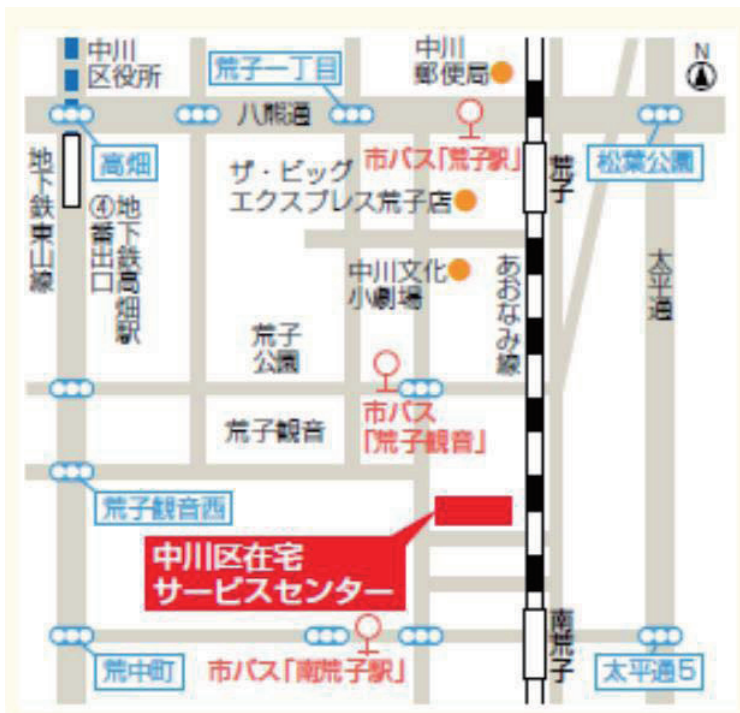 中川
区役所
荒子一丁目
中川
郵便局
N
八熊通
高畑
市バス「荒子駅」
松葉公園
荒子
地下鉄東山線
地下鉄高畑駅
④番出口
ザ・ビッグ
エクスプレス荒子店
中川文化
小劇場
あおなみ線
太平通
荒子
公園
市バス
「荒子観音」
荒子観音
荒子観音西
中川区在宅
サービスセンター
荒中町
市バス「南荒子駅」
南荒子
太平通5